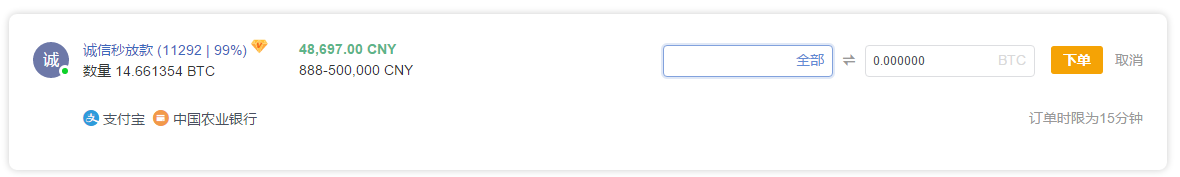 诚 诚信秒放款 (11292 | 99%) 48,697.00 CNY
数量 14.661354 BTC 888-500,000 CNY 全部 ⇌ 0.000000 BTC 下单 取消
支付宝 中国农业银行 订单时限为15分钟